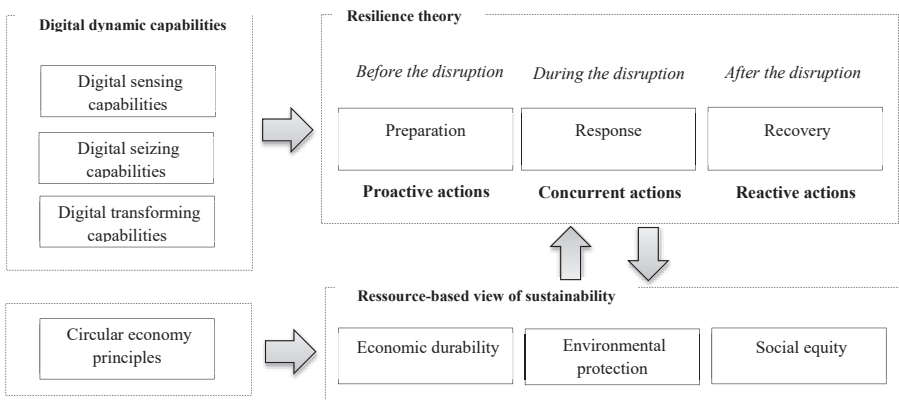 Digital dynamic capabilities
Digital sensing
capabilities
Digital seizing
capabilities
Digital transforming
capabilities
Resilience theory
Before the disruption
During the disruption
After the disruption
Preparation
Response
Recovery
Proactive actions
Concurrent actions
Reactive actions
Circular economy
principles
Ressource-based view of sustainability
Economic durability
Environmental
protection
Social equity